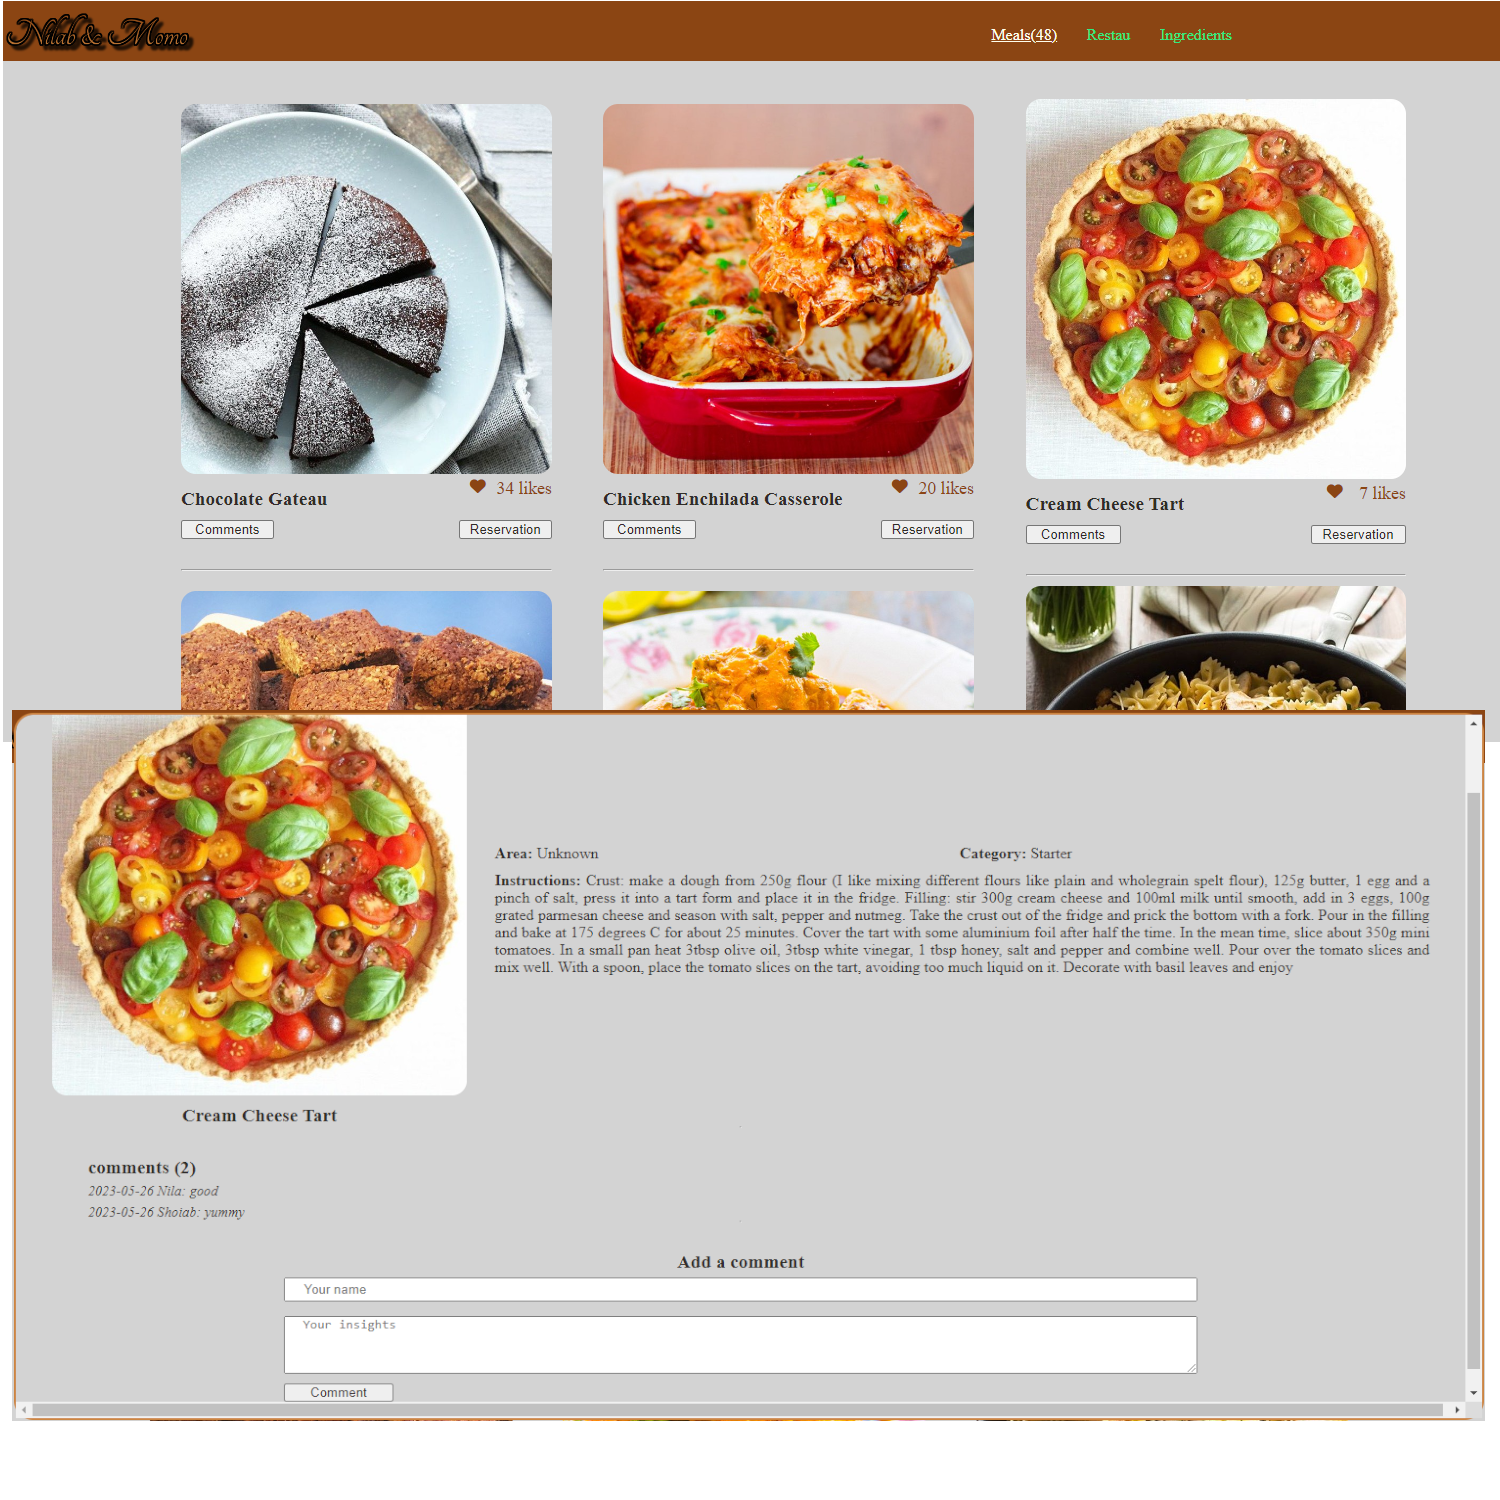 Nilab & Momo
Meals(48) Restau Ingredients
34 likes
Chocolate Gateau
Comments Reservation
20 likes
Chicken Enchilada Casserole
Comments Reservation
7 likes
Cream Cheese Tart
Comments Reservation
Area: Unknown
Category: Starter
Instructions: Crust: make a dough from 250g flour (I like mixing different flours like plain and wholegrain spelt flour), 125g butter, 1 egg and a
pinch of salt, press it into a tart form and place it in the fridge. Filling: stir 300g cream cheese and 100ml milk until smooth, add in 3 eggs, 100g
grated parmesan cheese and season with salt, pepper and nutmeg. Take the crust out of the fridge and prick the bottom with a fork. Pour in the filling
and bake at 175 degrees C for about 25 minutes. Cover the tart with some aluminium foil after half the time. In the mean time, slice about 350g mini
tomatoes. In a small pan heat 3tbsp olive oil, 3tbsp white vinegar, 1 tbsp honey, salt and pepper and combine well. Pour over the tomato slices and
mix well. With a spoon, place the tomato slices on the tart, avoiding too much liquid on it. Decorate with basil leaves and enjoy
Cream Cheese Tart
comments (2)
2023-05-26 Nila: good
2023-05-26 Shoiab: yummy
Add a comment
Your name
Your insights
Comment